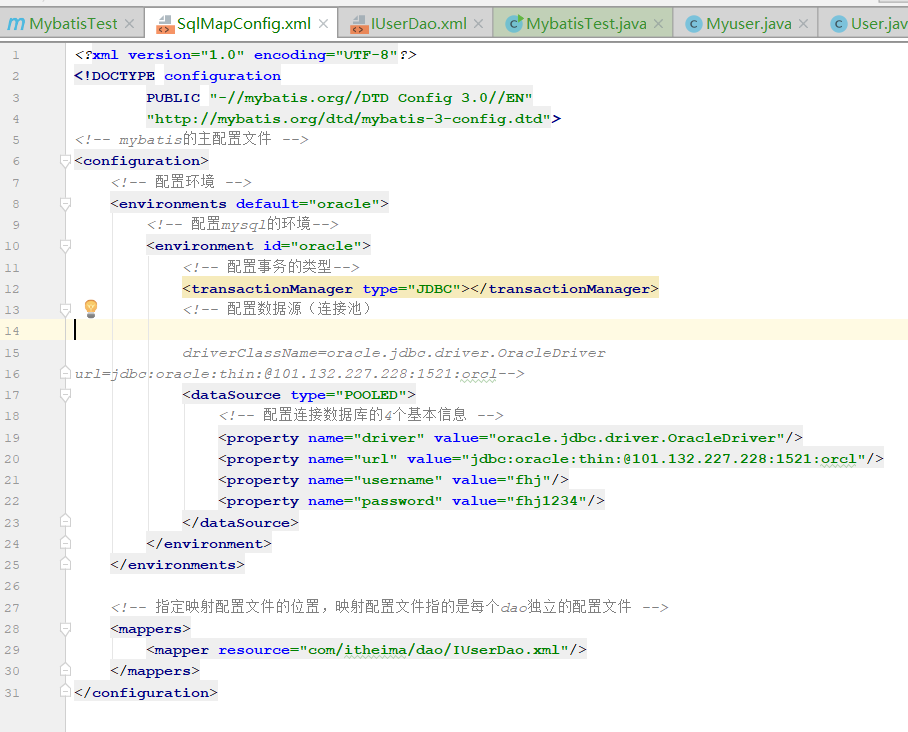 MybatisTest × SqlMapConfig.xml × IUserDao.xml × MybatisTest.java × Myuser.java × User.jav
1 <?xml version="1.0" encoding="UTF-8"?>
2 <!DOCTYPE configuration
3 PUBLIC "-//mybatis.org//DTD Config 3.0//EN"
4 "http://mybatis.org/dtd/mybatis-3-config.dtd">
5 <!-- mybatis的主配置文件 -->
6 <configuration>
7 <!-- 配置环境 -->
8 <environments default="oracle">
9 <!-- 配置mysql的环境-->
10 <environment id="oracle">
11 <!-- 配置事务的类型-->
12 <transactionManager type="JDBC"></transactionManager>
13 <!-- 配置数据源（连接池）
14
15 driverClassName=oracle.jdbc.driver.OracleDriver
16 url=jdbc:oracle:thin:@101.132.227.228:1521:orcl-->
17 <dataSource type="POOLED">
18 <!-- 配置连接数据库的4个基本信息 -->
19 <property name="driver" value="oracle.jdbc.driver.OracleDriver"/>
20 <property name="url" value="jdbc:oracle:thin:@101.132.227.228:1521:orcl"/>
21 <property name="username" value="fhj"/>
22 <property name="password" value="fhj1234"/>
23 </dataSource>
24 </environment>
25 </environments>
26
27 <!-- 指定映射配置文件的位置，映射配置文件指的是每个dao独立的配置文件 -->
28 <mappers>
29 <mapper resource="com/itheima/dao/IUserDao.xml"/>
30 </mappers>
31 </configuration>